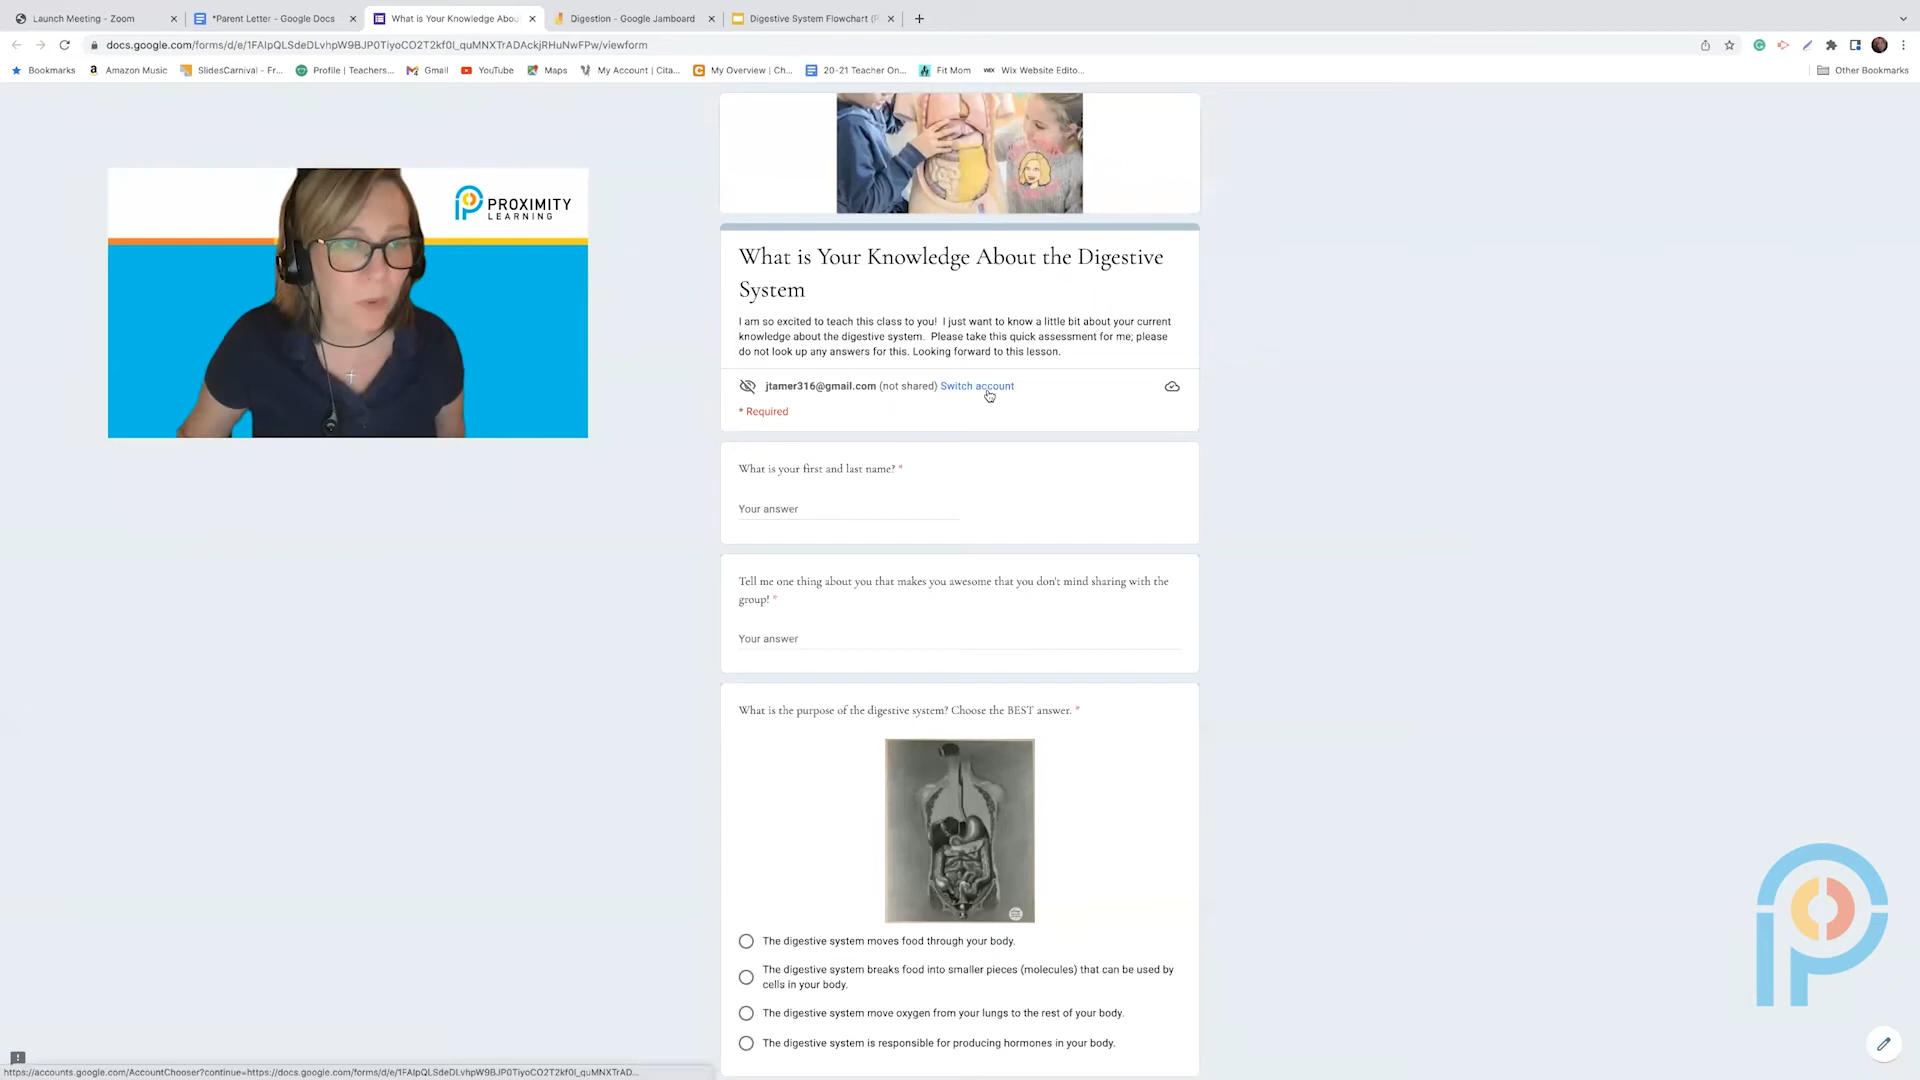 Launch Meeting - Zoom
*Parent Letter - Google Docs
What is Your Knowledge Abou
Digestion - Google Jamboard
Digestive System Flowchart (P
docs.google.com/forms/d/e/1FAIpQLSdeDLvhpW9BJP0TiyoCO2T2kf0I_quMNXTrADAckjRHuNwFPw/viewform
Bookmarks
Amazon Music
SlidesCarnival - Fr...
Profile | Teachers...
Gmail
YouTube
Maps
My Account | Cita...
My Overview | Ch...
20-21 Teacher On...
Fit Mom
WIX Wix Website Edito...
Other Bookmarks
PROXIMITY
LEARNING
What is Your Knowledge About the Digestive
System
I am so excited to teach this class to you! I just want to know a little bit about your current
knowledge about the digestive system. Please take this quick assessment for me; please
do not look up any answers for this. Looking forward to this lesson.
jtamer316@gmail.com (not shared) Switch account
* Required
What is your first and last name? *
Your answer
Tell me one thing about you that makes you awesome that you don't mind sharing with the
group! *
Your answer
What is the purpose of the digestive system? Choose the BEST answer. *
The digestive system moves food through your body.
The digestive system breaks food into smaller pieces (molecules) that can be used by
cells in your body.
The digestive system move oxygen from your lungs to the rest of your body.
The digestive system is responsible for producing hormones in your body.
https://accounts.google.com/AccountChooser?continue=https://docs.google.com/forms/d/e/1FAIpQLSdeDLvhpW9BJP0TiyoCO2T2kf0I_quMNXTrAD...